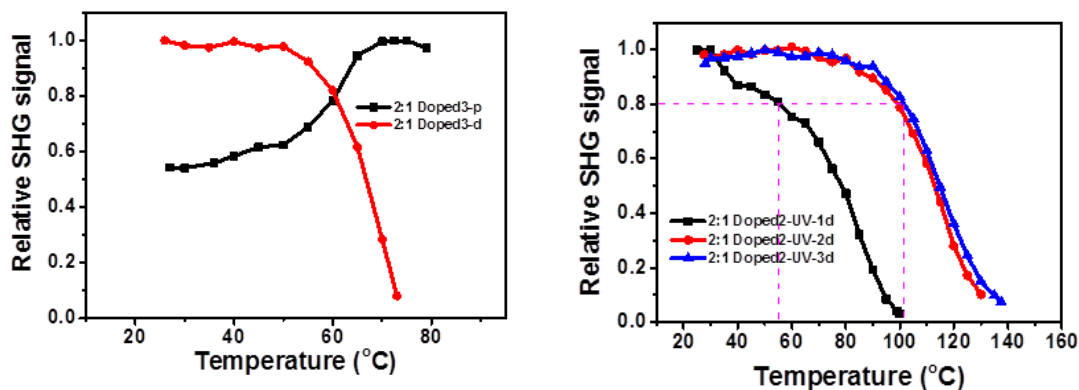 Relative SHG signal
1.0
0.8
0.6
0.4
0.2
0.0
2:1 Doped3-p
2:1 Doped3-d
20 40 60 80
Temperature (°C)
Relative SHG signal
1.0
0.8
0.6
0.4
0.2
0.0
2:1 Doped2-UV-1d
2:1 Doped2-UV-2d
2:1 Doped2-UV-3d
20 40 60 80 100 120 140 160
Temperature (°C)